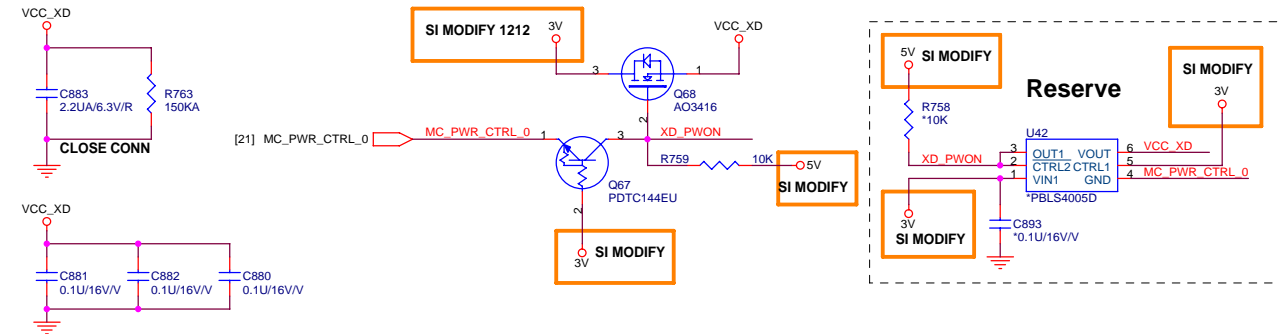 VCC_XD
C883
2.2UA/6.3V/R
R763
150KA
CLOSE CONN
VCC_XD
C881
0.1U/16V/V
C882
0.1U/16V/V
C880
0.1U/16V/V
SI MODIFY 1212
3V
VCC_XD
3
1
Q68
AO3416
2
[21] MC_PWR_CTRL_0
MC_PWR_CTRL_0
1
3
XD_PWON
R759
10K
5V
SI MODIFY
Q67
PDTC144EU
2
3V
SI MODIFY
5V
SI MODIFY
Reserve
SI MODIFY
3V
R758
*10K
U42
XD_PWON
3
OUT1
VOUT
6
VCC_XD
2
CTRL2
CTRL1
5
1
VIN1
GND
4
MC_PWR_CTRL_0
*PBLS4005D
3V
SI MODIFY
C893
*0.1U/16V/V